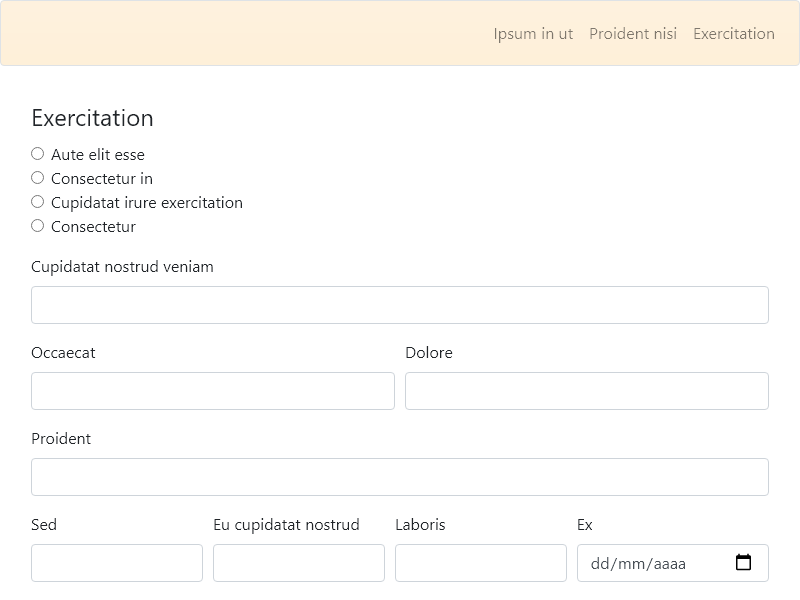 Ipsum in ut Proident nisi Exercitation
Exercitation
Aute elit esse
Consectetur in
Cupidatat irure exercitation
Consectetur
Cupidatat nostrud veniam
Occaecat Dolore
Proident
Sed Eu cupidatat nostrud Laboris Ex
dd/mm/aaaa